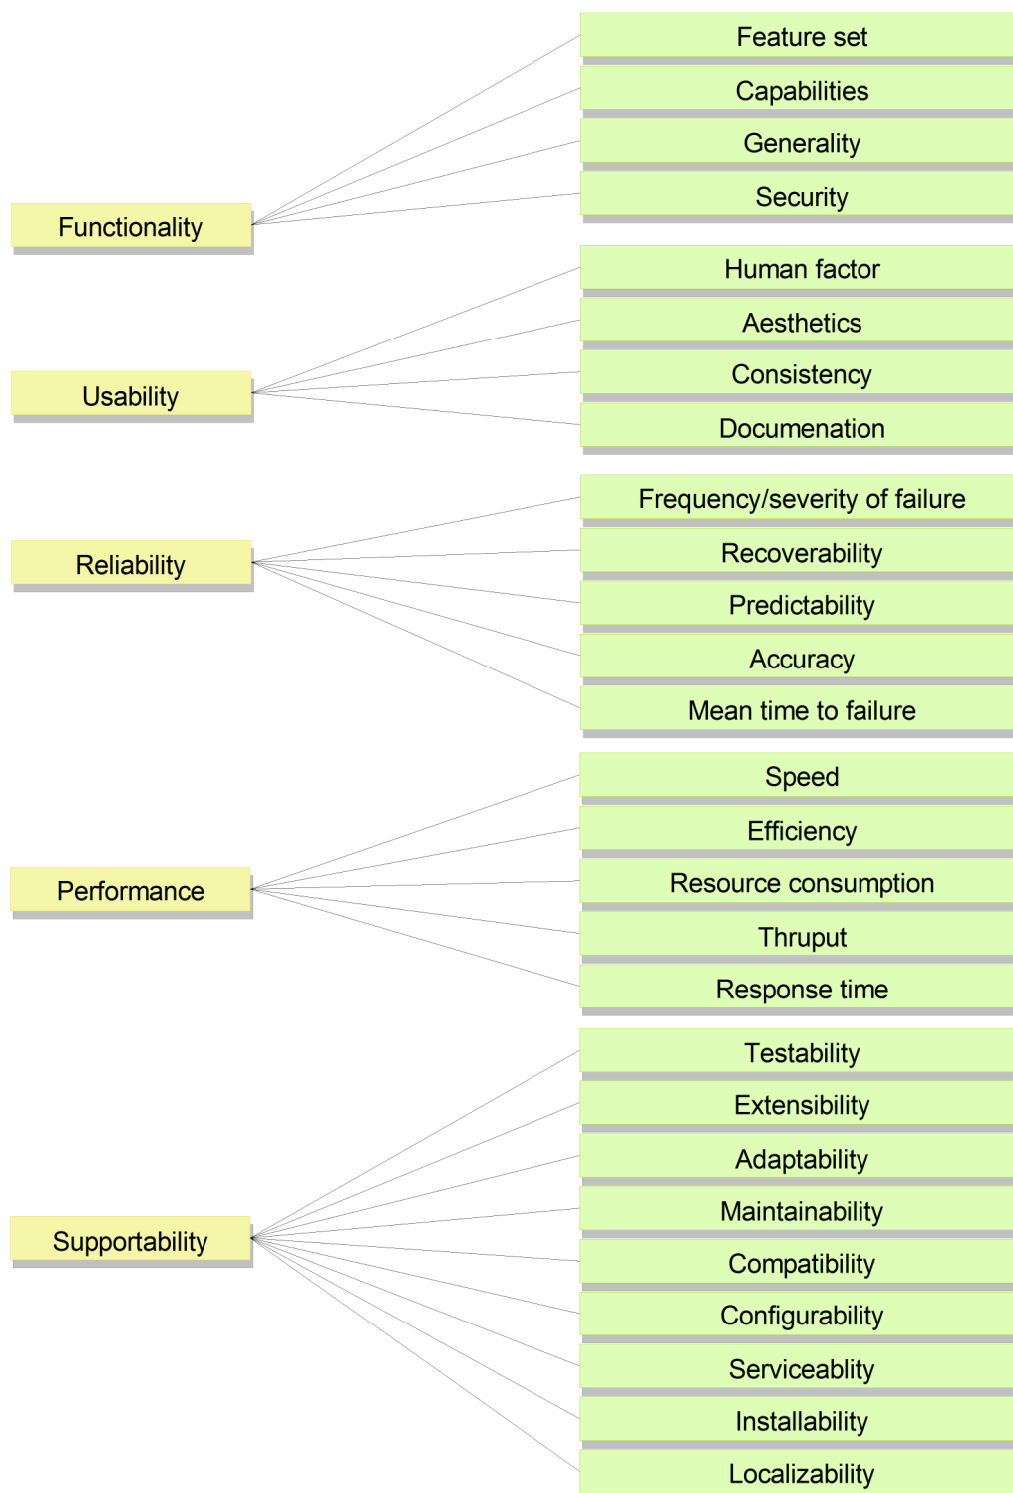 Functionality
Feature set
Capabilities
Generality
Security
Usability
Human factor
Aesthetics
Consistency
Documenation
Reliability
Frequency/severity of failure
Recoverability
Predictability
Accuracy
Mean time to failure
Performance
Speed
Efficiency
Resource consumption
Thruput
Response time
Supportability
Testability
Extensibility
Adaptability
Maintainability
Compatibility
Configurability
Serviceablity
Installability
Localizability